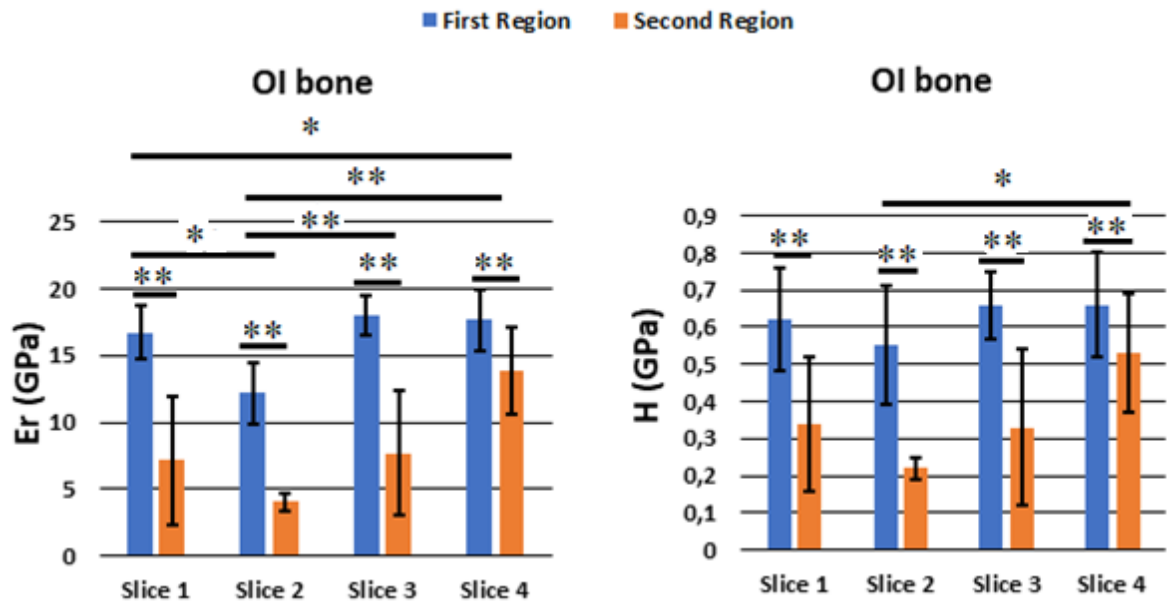 First Region Second Region
OI bone
*
**
* **
** ** **
**
25
20
15
10
5
0
Er (GPa)
Slice 1 Slice 2 Slice 3 Slice 4
OI bone
*
** ** ** **
0,9
0,8
0,7
0,6
0,5
0,4
0,3
0,2
0,1
0
H (GPa)
Slice 1 Slice 2 Slice 3 Slice 4